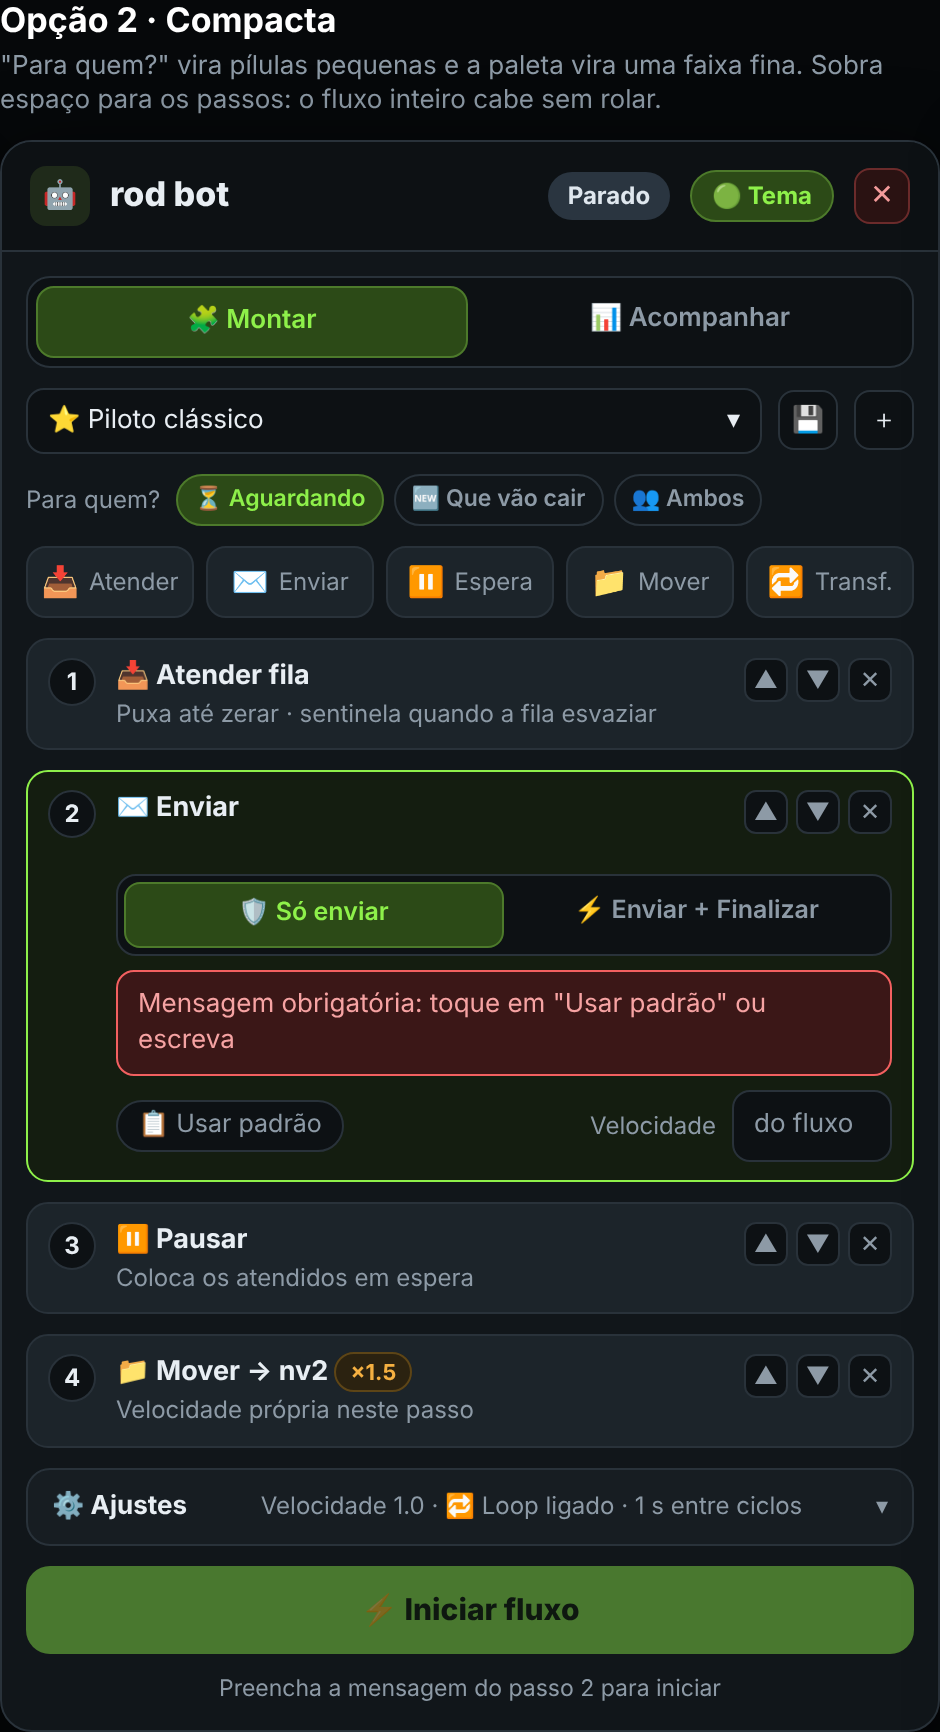 Opção 2 · Compacta
"Para quem?" vira pílulas pequenas e a paleta vira uma faixa fina. Sobra
espaço para os passos: o fluxo inteiro cabe sem rolar.
🤖 rod bot Parado 🟢 Tema ✕
🧩 Montar 📊 Acompanhar
⭐ Piloto clássico ▾ 💾 +
Para quem? ⏳ Aguardando 🆕 Que vão cair 👥 Ambos
📥 Atender ✉️ Enviar ⏸️ Espera 📁 Mover 🔁 Transf.
1 📥 Atender fila ▲ ▼ ✕
Puxa até zerar · sentinela quando a fila esvaziar
2 ✉️ Enviar ▲ ▼ ✕
🛡️ Só enviar ⚡ Enviar + Finalizar
Mensagem obrigatória: toque em "Usar padrão" ou
escreva
📋 Usar padrão Velocidade do fluxo
3 ⏸️ Pausar ▲ ▼ ✕
Coloca os atendidos em espera
4 📁 Mover → nv2 ×1.5 ▲ ▼ ✕
Velocidade própria neste passo
⚙️ Ajustes Velocidade 1.0 · 🔁 Loop ligado · 1 s entre ciclos ▾
⚡ Iniciar fluxo
Preencha a mensagem do passo 2 para iniciar